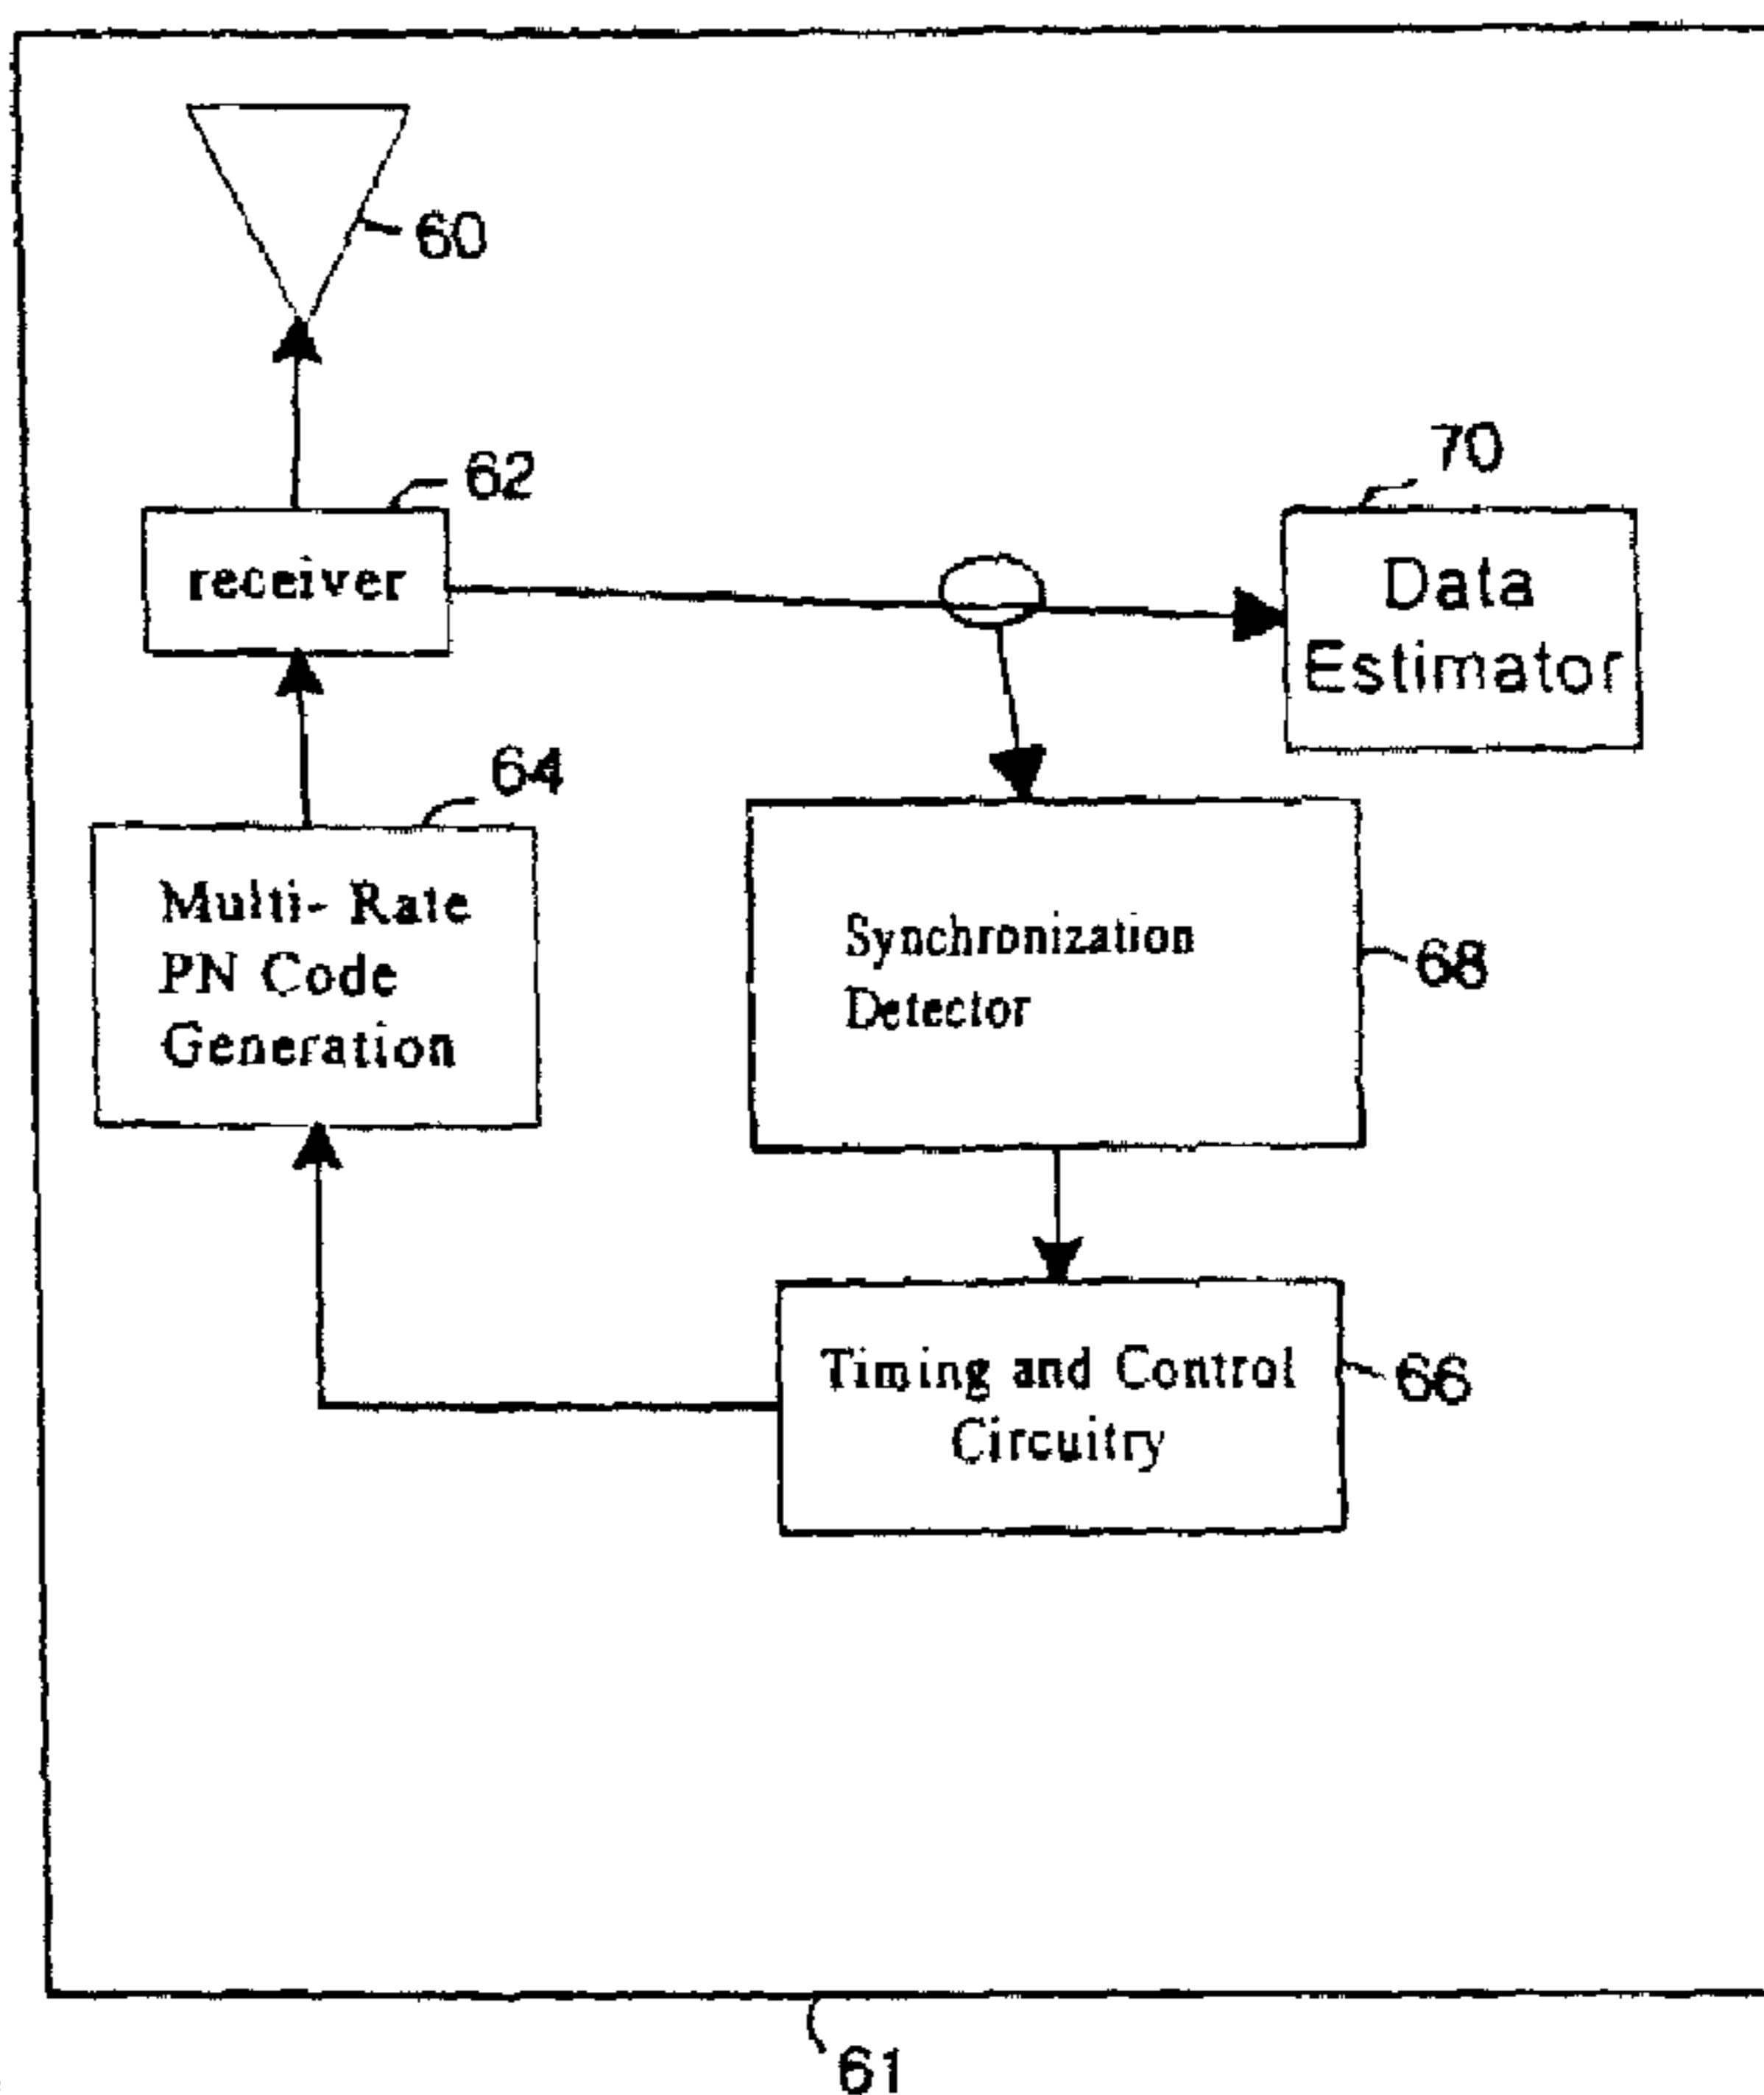 60
62
receiver
70
Data
Estimator
64
Multi- Rate
PN Code
Generation
Synchronization
Detector
68
Timing and Control
Circuitry
66
61